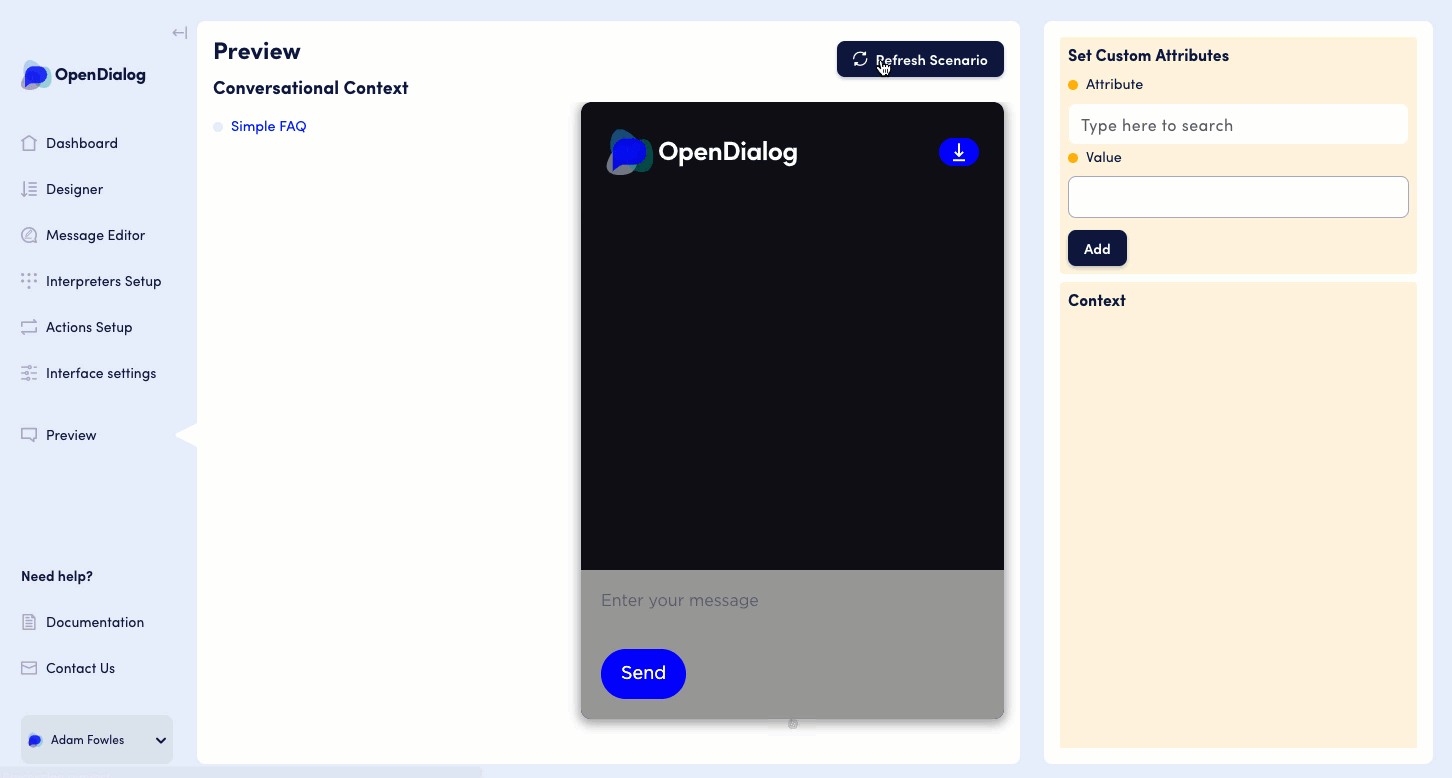 OpenDialog
Dashboard
Designer
Message Editor
Interpreters Setup
Actions Setup
Interface settings
Preview
Need help?
Documentation
Contact Us
Adam Fowles
Preview
Refresh Scenario
Conversational Context
Simple FAQ
OpenDialog
Enter your message
Send
Set Custom Attributes
Attribute
Type here to search
Value
Add
Context